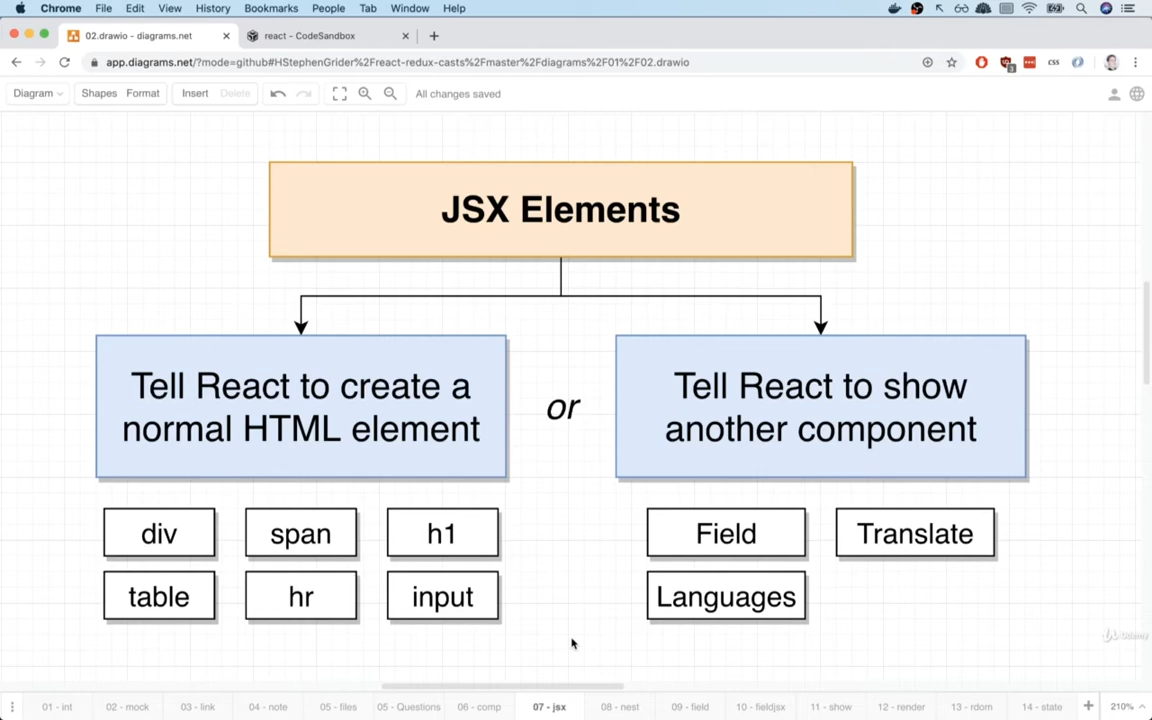 Chrome File Edit View History Bookmarks People Tab Window Help
02.drawio - diagrams.net
react - CodeSandbox
app.diagrams.net/?mode=github#HStephenGrider%2Freact-redux-casts%2Fmaster%2Fdiagrams%2F01%2F02.drawio
css
Diagram Shapes Format Insert Delete All changes saved
JSX Elements
Tell React to create a
normal HTML element
or
Tell React to show
another component
div span h1
table hr input
Field Translate
Languages
Udemy
01 - int 02 - mock 03 - link 04 - note 05 - files 05 - Questions 06 - comp 07 - jsx 08 - nest 09 - field 10 - fieldjsx 11 - show 12 - render 13 - rdom 14 - state 210%